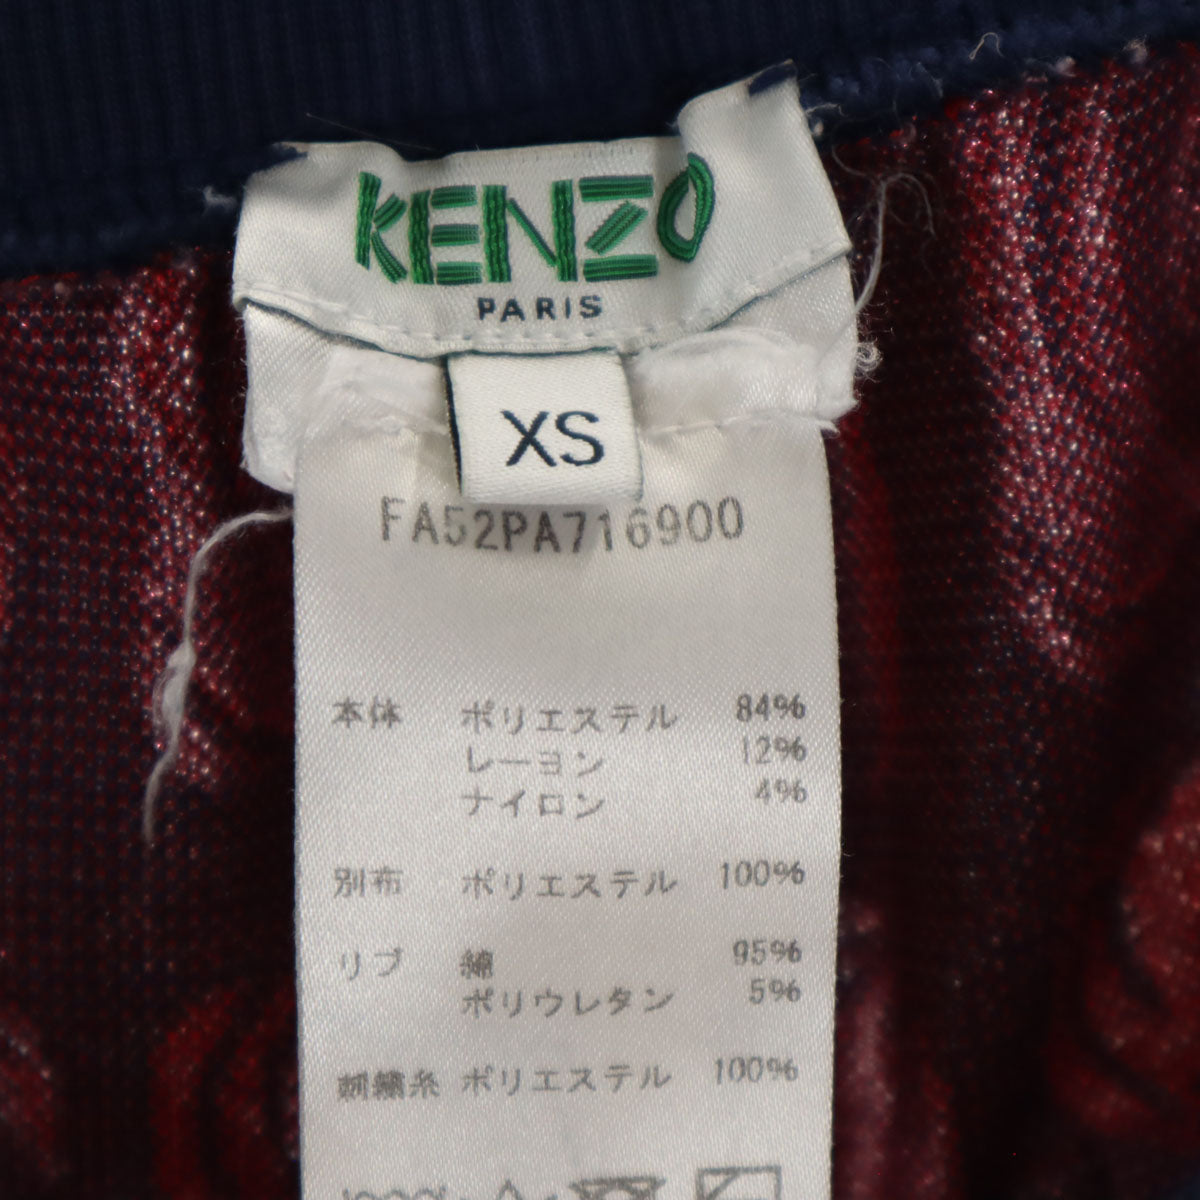 KENZO
PARIS
XS
FA52PA716900
本体 ポリエステル 84%
レーヨン 12%
ナイロン 4%
別布 ポリエステル 100%
リブ 綿 95%
ポリウレタン 5%
刺繍糸 ポリエステル 100%